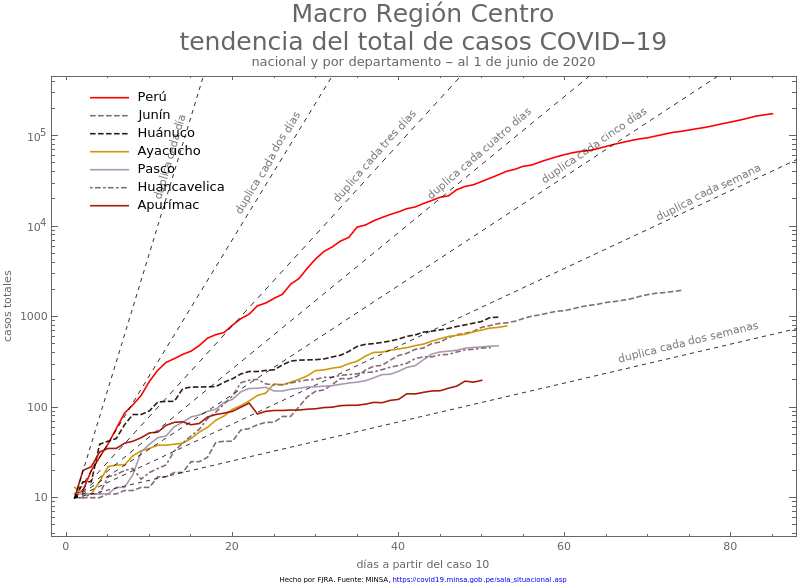 Macro Región Centro
tendencia del total de casos COVID−19
nacional y por departamento − al 1 de junio de 2020
Perú
Junín
Huánuco
Ayacucho
Pasco
Huancavelica
Apurímac
duplica cada día
duplica cada dos días
duplica cada tres días
duplica cada cuatro días
duplica cada cinco días
duplica cada semana
duplica cada dos semanas
casos totales
10^5
10^4
1000
100
10
0 20 40 60 80
días a partir del caso 10
Hecho por FJRA. Fuente: MINSA, https://covid19.minsa.gob.pe/sala_situacional.asp